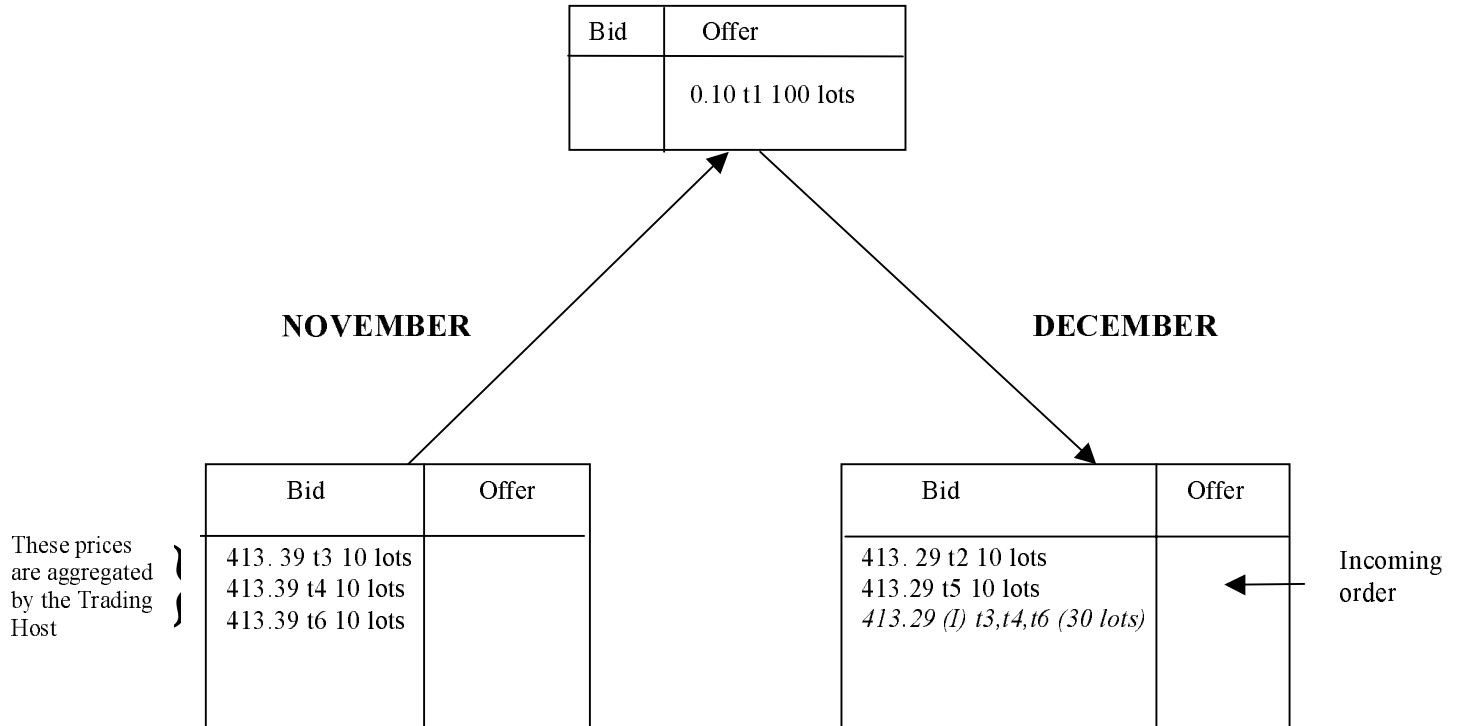 Bid Offer
0.10 t1 100 lots
NOVEMBER DECEMBER
Bid Offer
These prices
are aggregated
by the Trading
Host
413. 39 t3 10 lots
413.39 t4 10 lots
413.39 t6 10 lots
Bid Offer
413. 29 t2 10 lots
413.29 t5 10 lots
413.29 (I) t3,t4,t6 (30 lots)
Incoming
order